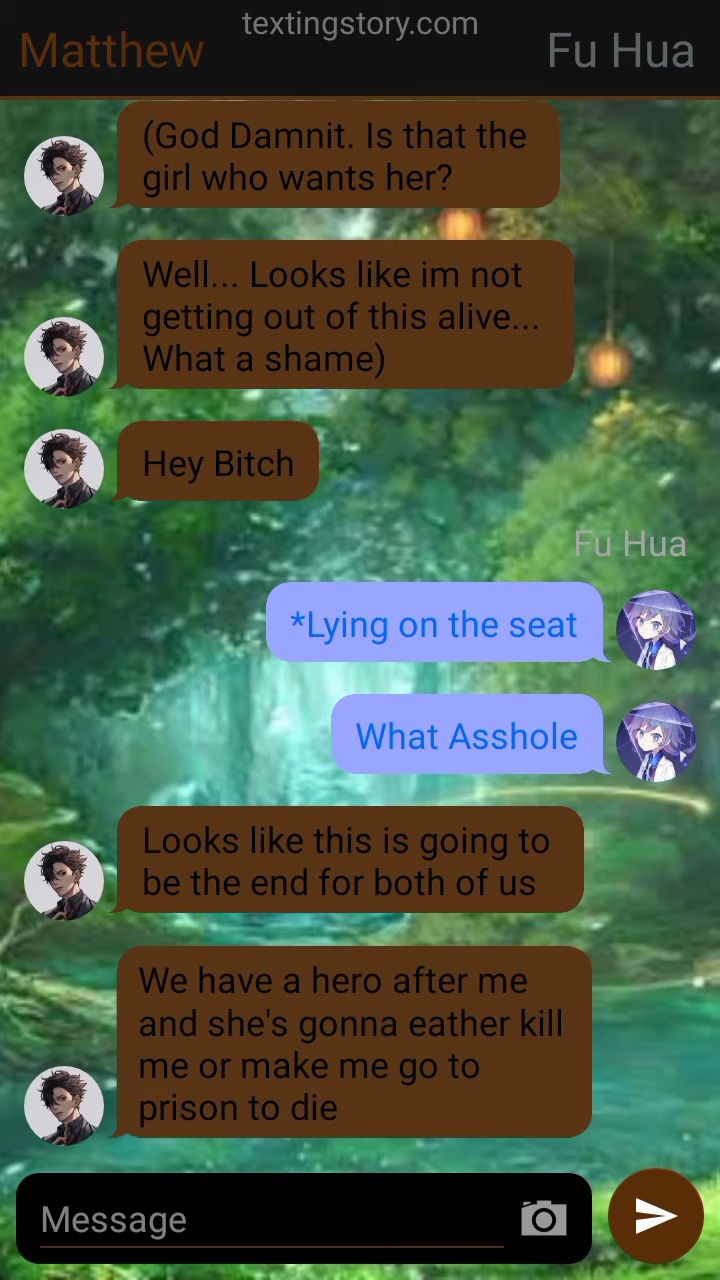 textingstory.com
Matthew
Fu Hua
(God Damnit. Is that the
girl who wants her?
Well... Looks like im not
getting out of this alive...
What a shame)
Hey Bitch
Fu Hua
*Lying on the seat
What Asshole
Looks like this is going to
be the end for both of us
We have a hero after me
and she's gonna eather kill
me or make me go to
prison to die
Message